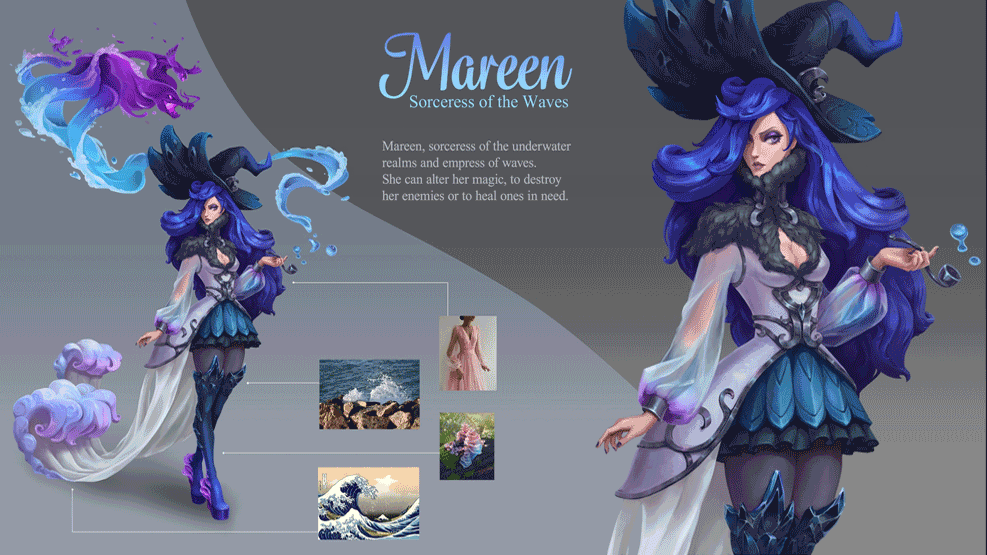 Mareen
Sorceress of the Waves
Mareen, sorceress of the underwater
realms and empress of waves.
She can alter her magic, to destroy
her enemies or to heal ones in need.